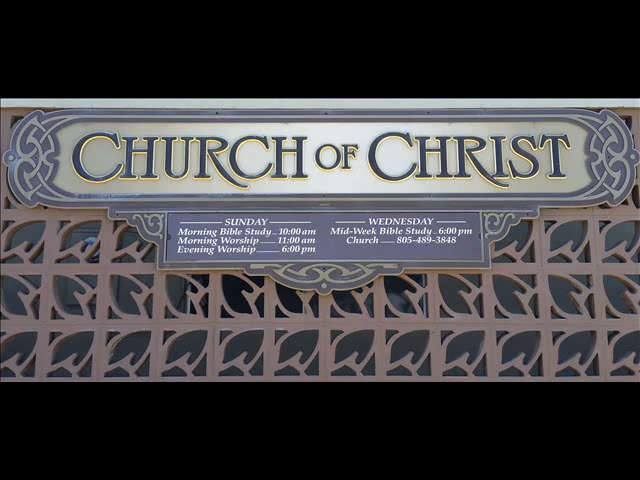 CHURCH OF CHRIST
SUNDAY
Morning Bible Study 10:00 am
Morning Worship 11:00 am
Evening Worship 6:00 pm
WEDNESDAY
Mid-Week Bible Study 6:00 pm
Church 805-489-3848